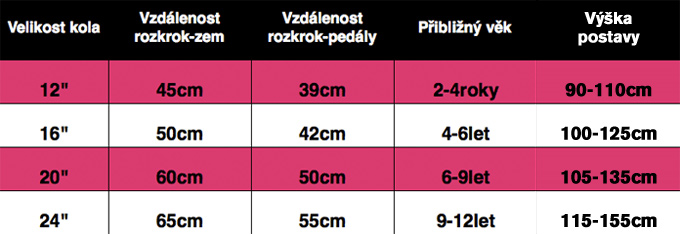 Velikost kola Vzdálenost rozkrok-zem Vzdálenost rozkrok-pedály Přibližný věk Výška postavy
12" 45cm 39cm 2-4roky 90-110cm
16" 50cm 42cm 4-6let 100-125cm
20" 60cm 50cm 6-9let 105-135cm
24" 65cm 55cm 9-12let 115-155cm